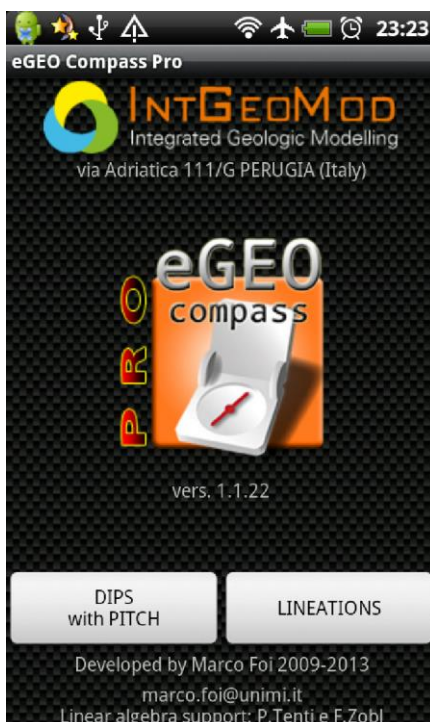 23:23
eGEO Compass Pro
INTGEOMOD
Integrated Geologic Modelling
via Adriatica 111/G PERUGIA (Italy)
eGEO
compass
PRO
vers. 1.1.22
DIPS
with PITCH
LINEATIONS
Developed by Marco Foi 2009-2013
marco.foi@unimi.it
Linear algebra support: P.Tenti e F.Zobl